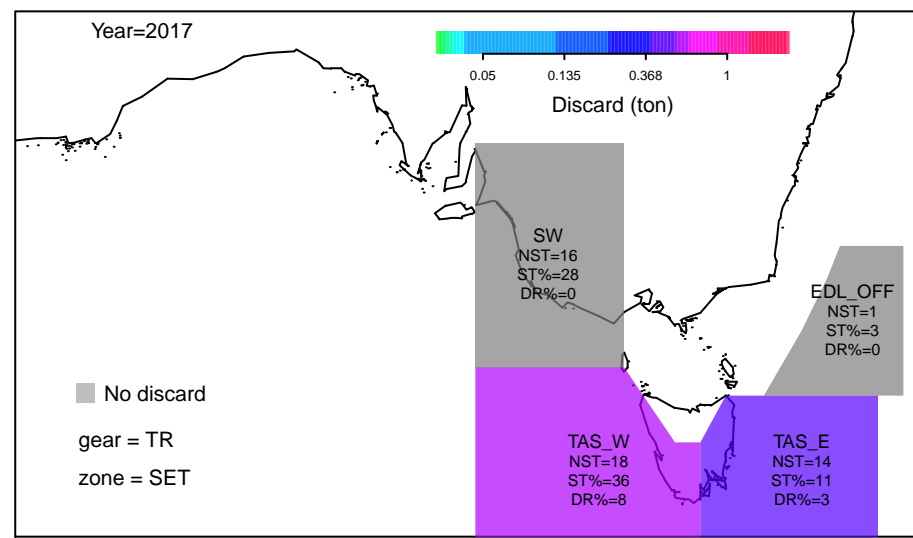 Year=2017
0.05 0.135 0.368 1
Discard (ton)
SW
NST=16
ST%=28
DR%=0
EDL_OFF
NST=1
ST%=3
DR%=0
No discard
gear = TR
zone = SET
TAS_W
NST=18
ST%=36
DR%=8
TAS_E
NST=14
ST%=11
DR%=3